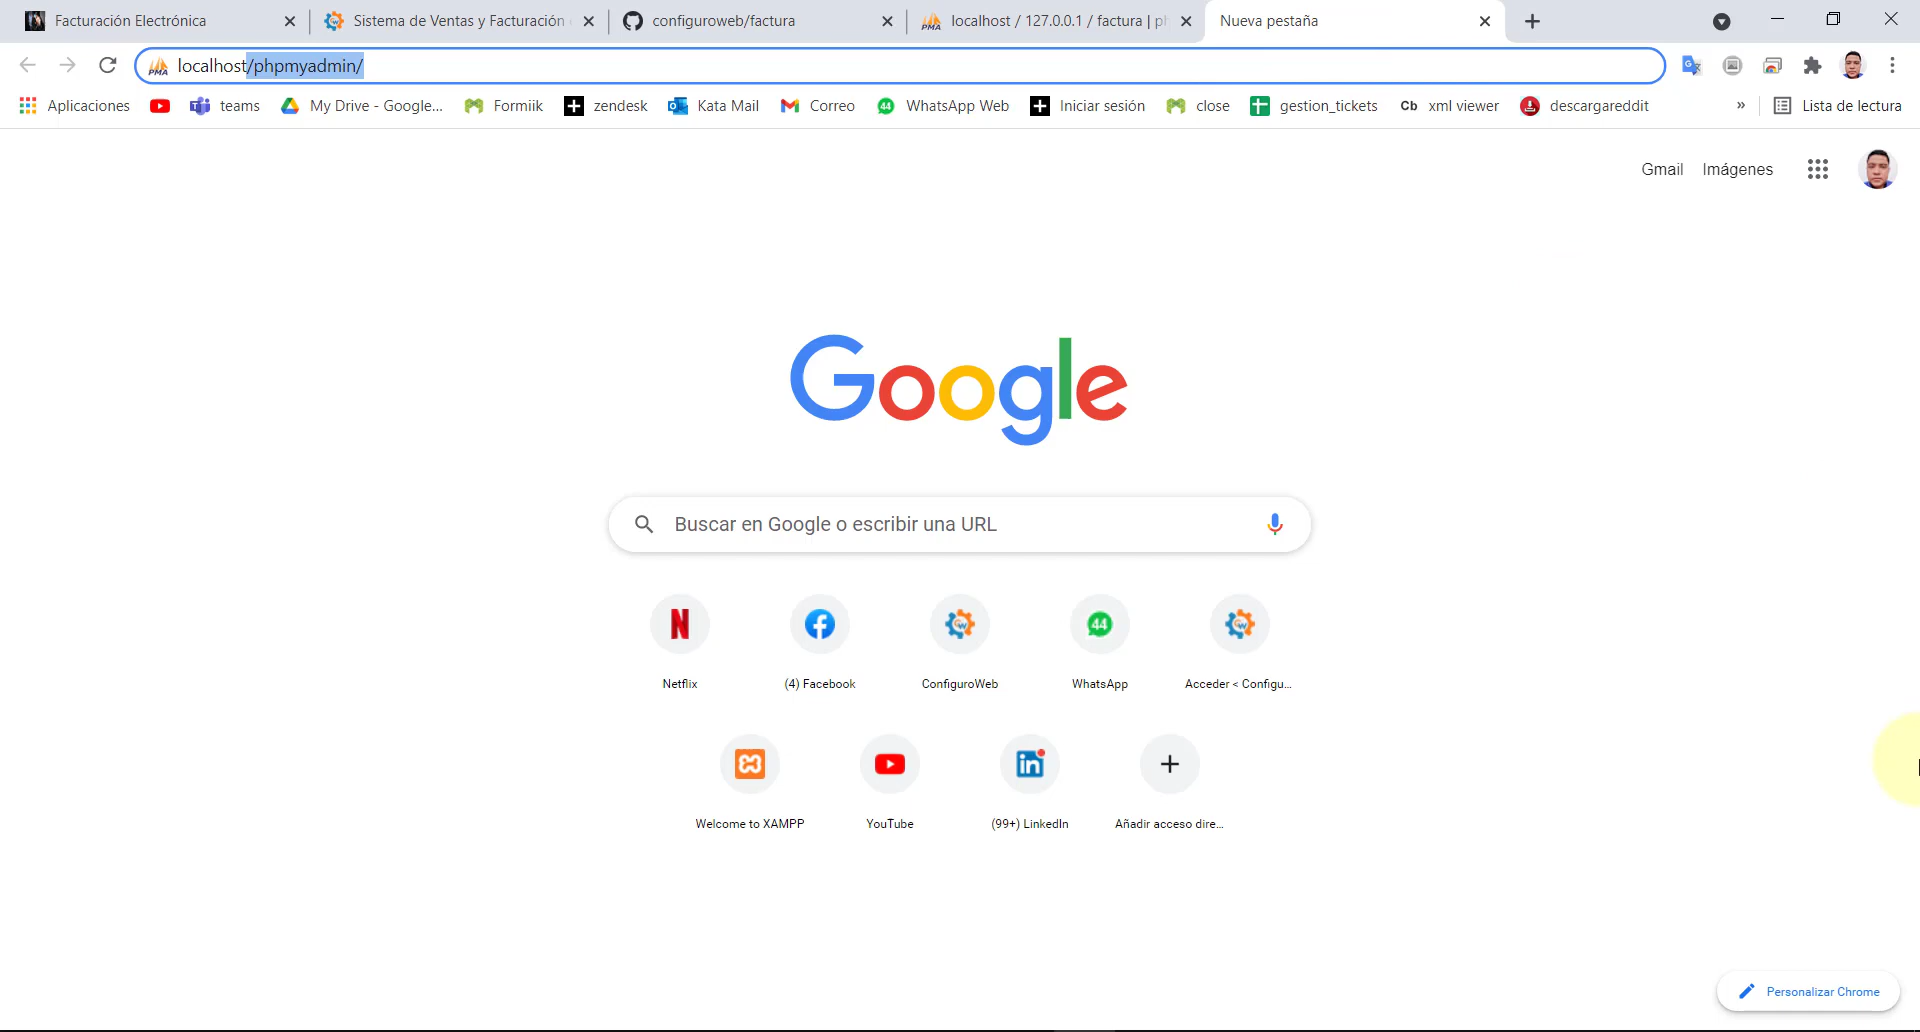 Facturación Electrónica
Sistema de Ventas y Facturación
configuroweb/factura
localhost / 127.0.0.1 / factura | ph
Nueva pestaña
localhost/phpmyadmin/
Aplicaciones
teams
My Drive - Google...
Formiik
zendesk
Kata Mail
Correo
44
WhatsApp Web
Iniciar sesión
close
gestion_tickets
Cb xml viewer
descargareddit
»
Lista de lectura
Gmail
Imágenes
Google
Buscar en Google o escribir una URL
Netflix
(4) Facebook
ConfiguroWeb
44
WhatsApp
Acceder < Configu...
Welcome to XAMPP
YouTube
(99+) LinkedIn
Añadir acceso dire...
Personalizar Chrome